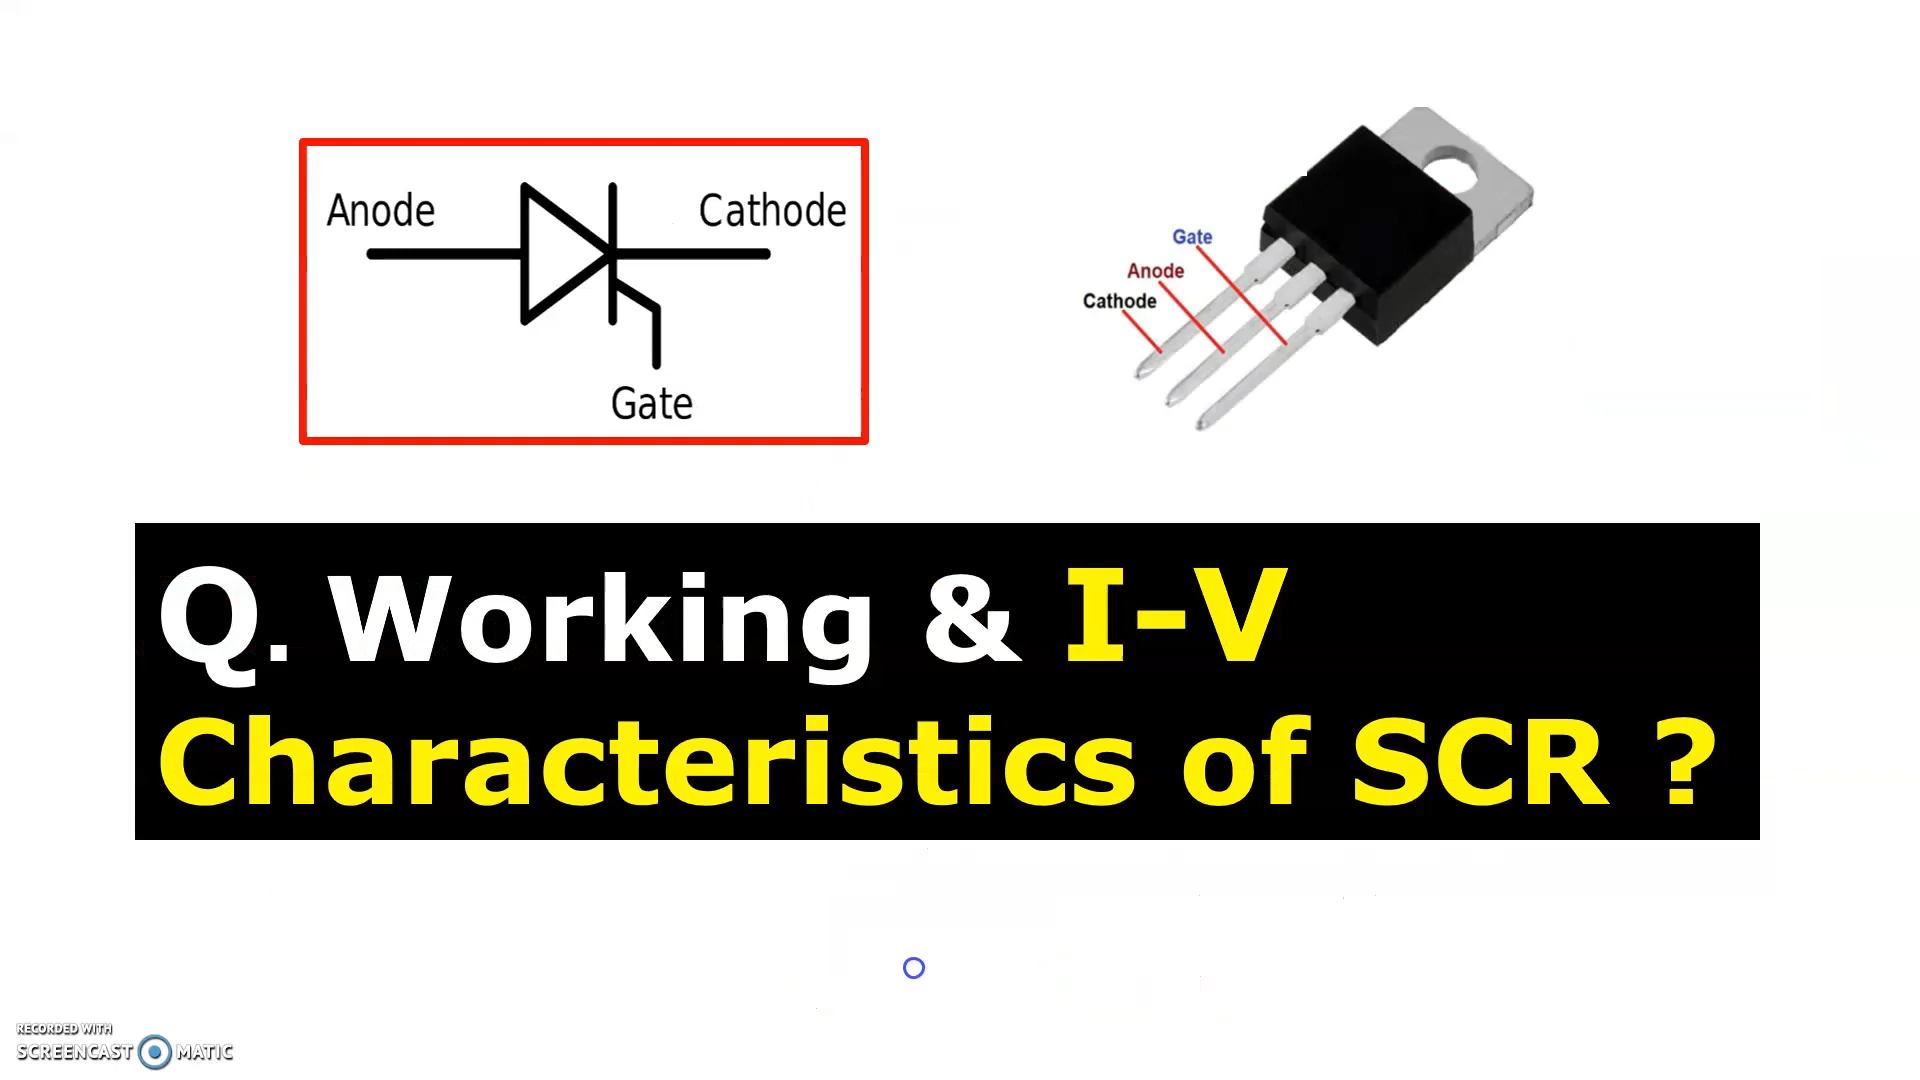 Anode
Cathode
Gate
Gate
Anode
Cathode
Q. Working & I-V
Characteristics of SCR ?
RECORDED WITH
SCREENCAST MATIC